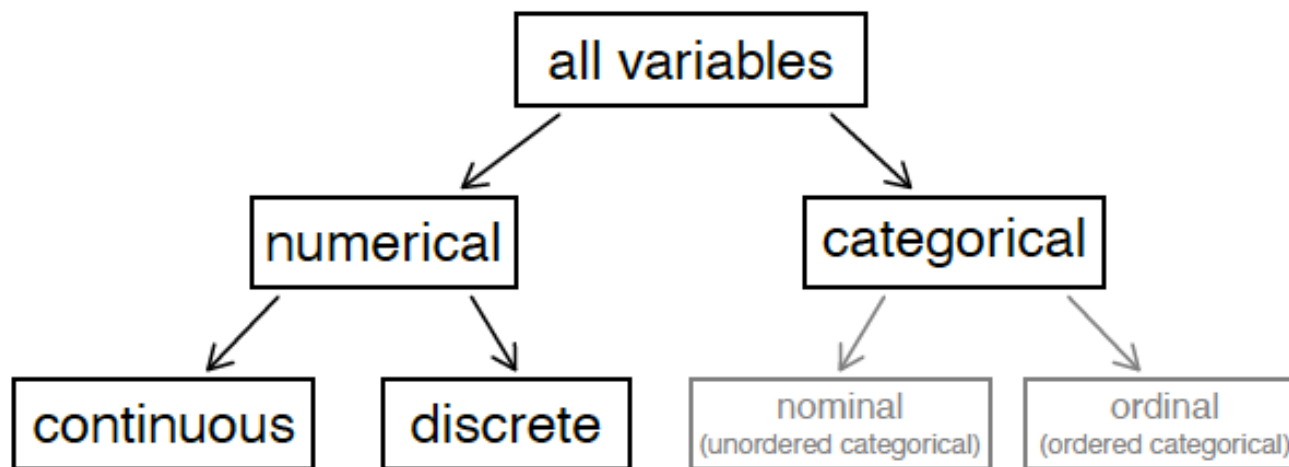 all variables
numerical
categorical
continuous
discrete
nominal
(unordered categorical)
ordinal
(ordered categorical)